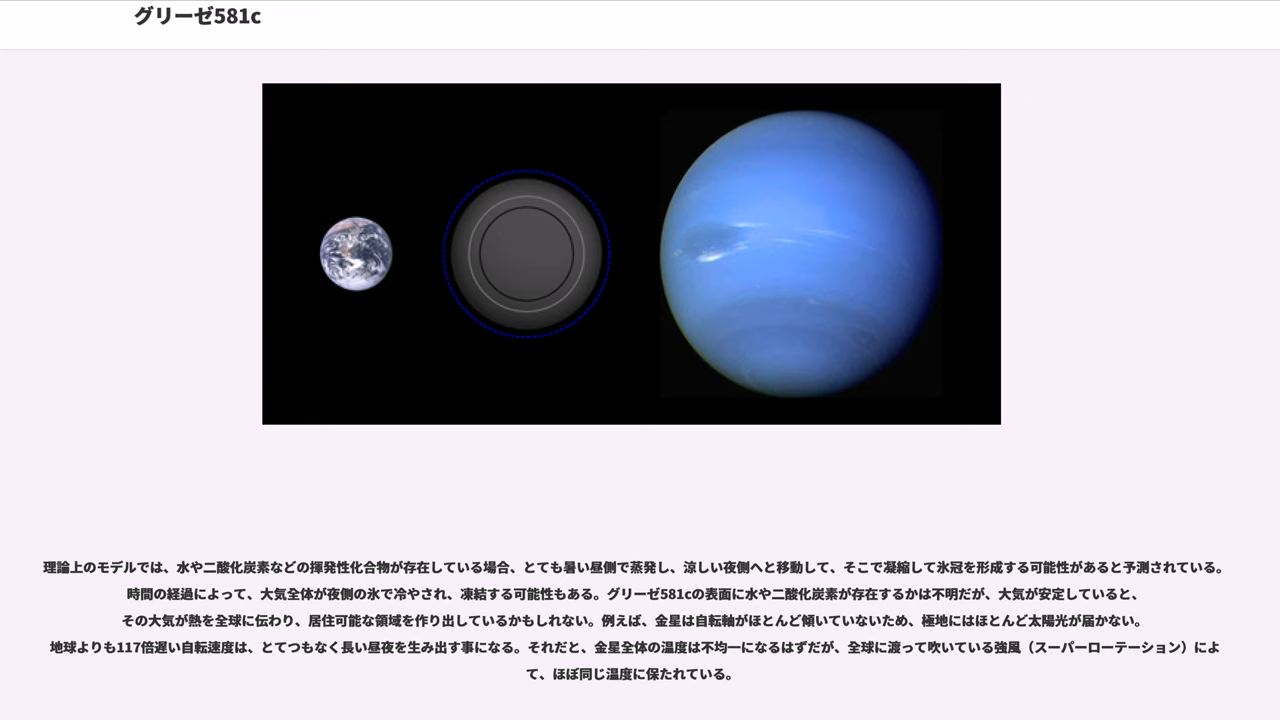 グリーゼ581c
理論上のモデルでは、水や二酸化炭素などの揮発性化合物が存在している場合、とても暑い昼側で蒸発し、涼しい夜側へと移動して、そこで凝縮して氷冠を形成する可能性があると予測されている。
時間の経過によって、大気全体が夜側の氷で冷やされ、凍結する可能性もある。グリーゼ581cの表面に水や二酸化炭素が存在するかは不明だが、大気が安定していると、
その大気が熱を全球に伝わり、居住可能な領域を作り出しているかもしれない。例えば、金星は自転軸がほとんど傾いていないため、極地にはほとんど太陽光が届かない。
地球よりも117倍遅い自転速度は、とてつもなく長い昼夜を生み出す事になる。それだと、金星全体の温度は不均一になるはずだが、全球に渡って吹いている強風（スーパーローテーション）によ
て、ほぼ同じ温度に保たれている。